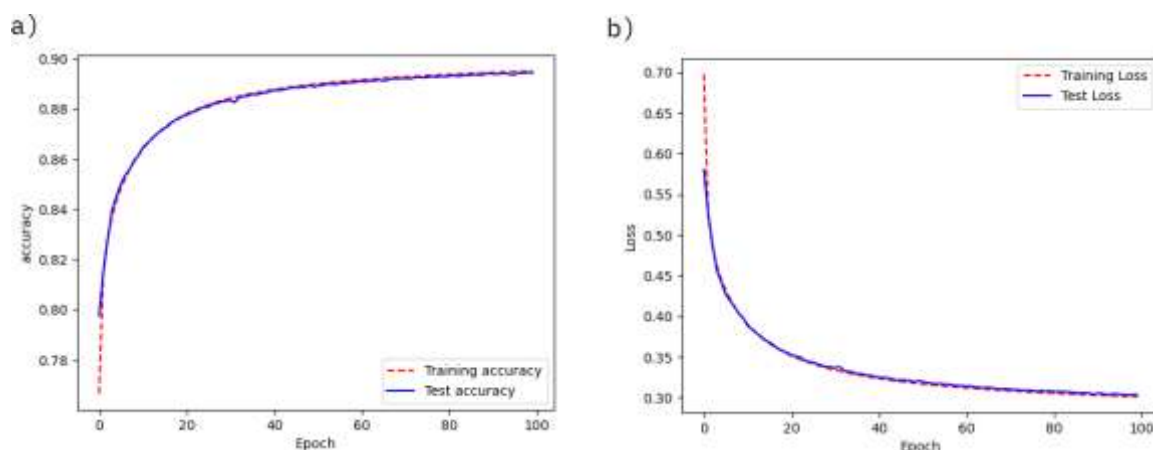 a)
0.90
0.88
0.86
0.84
0.82
0.80
0.78
accuracy
0 20 40 60 80 100
Epoch
Training accuracy
Test accuracy
b)
0.70
0.65
0.60
0.55
0.50
0.45
0.40
0.35
0.30
Loss
0 20 40 60 80 100
Epoch
Training Loss
Test Loss